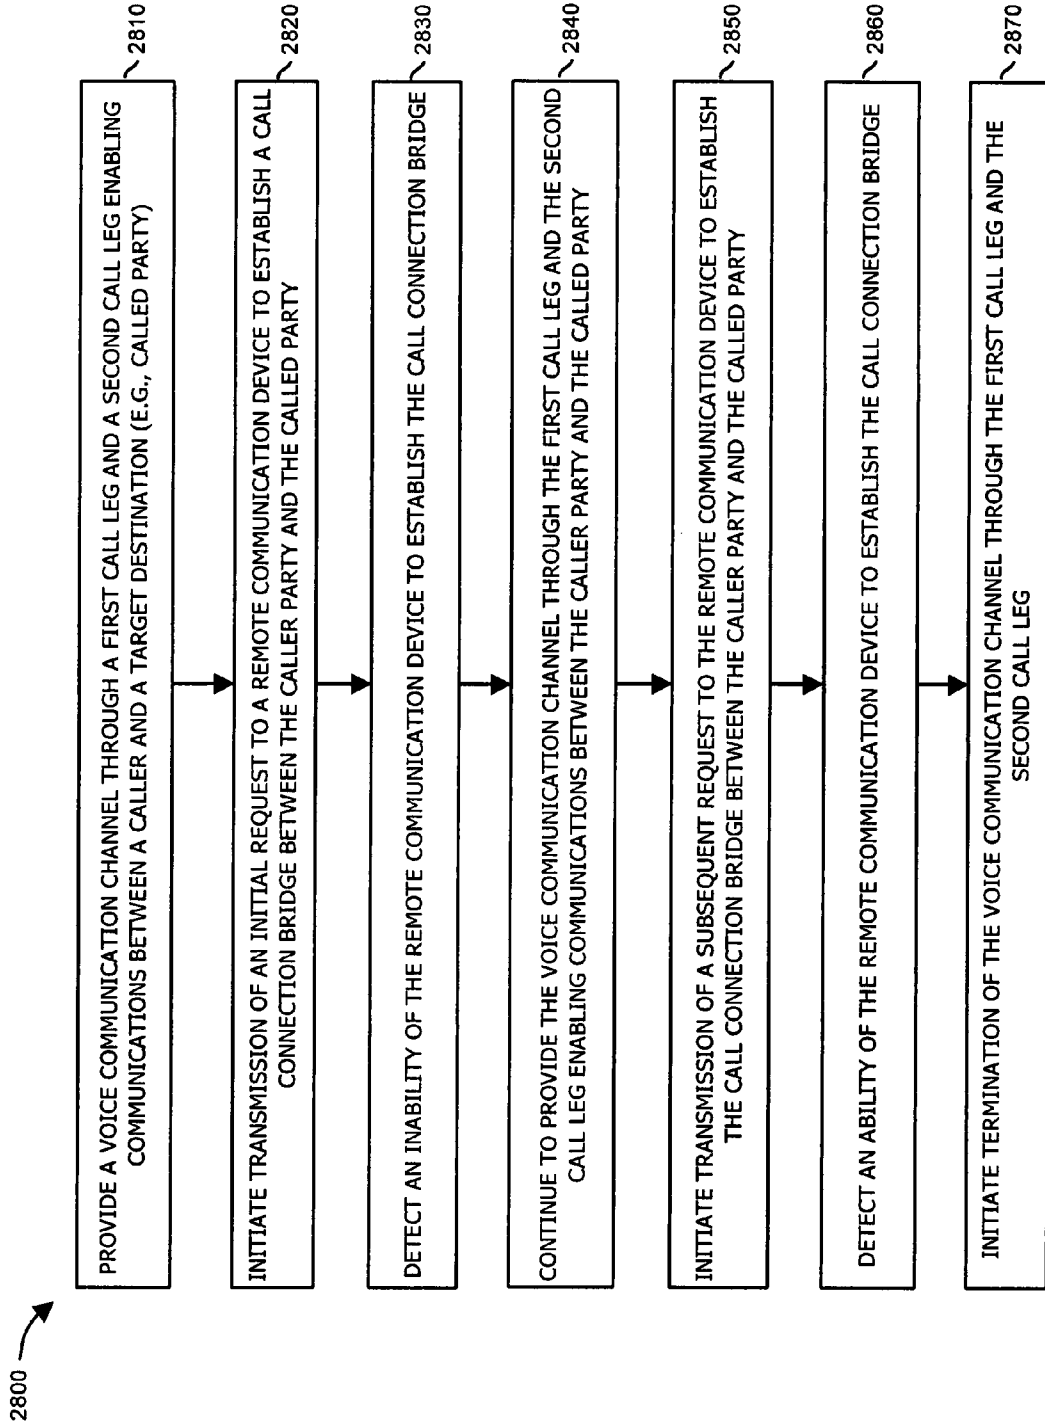 2800
PROVIDE A VOICE COMMUNICATION CHANNEL THROUGH A FIRST CALL LEG AND A SECOND CALL LEG ENABLING
COMMUNICATIONS BETWEEN A CALLER AND A TARGET DESTINATION (E.G., CALLED PARTY)
2810
INITIATE TRANSMISSION OF AN INITIAL REQUEST TO A REMOTE COMMUNICATION DEVICE TO ESTABLISH A CALL
CONNECTION BRIDGE BETWEEN THE CALLER PARTY AND THE CALLED PARTY
2820
DETECT AN INABILITY OF THE REMOTE COMMUNICATION DEVICE TO ESTABLISH THE CALL CONNECTION BRIDGE
2830
CONTINUE TO PROVIDE THE VOICE COMMUNICATION CHANNEL THROUGH THE FIRST CALL LEG AND THE SECOND
CALL LEG ENABLING COMMUNICATIONS BETWEEN THE CALLER PARTY AND THE CALLED PARTY
2840
INITIATE TRANSMISSION OF A SUBSEQUENT REQUEST TO THE REMOTE COMMUNICATION DEVICE TO ESTABLISH
THE CALL CONNECTION BRIDGE BETWEEN THE CALLER PARTY AND THE CALLED PARTY
2850
DETECT AN ABILITY OF THE REMOTE COMMUNICATION DEVICE TO ESTABLISH THE CALL CONNECTION BRIDGE
2860
INITIATE TERMINATION OF THE VOICE COMMUNICATION CHANNEL THROUGH THE FIRST CALL LEG AND THE
SECOND CALL LEG
2870